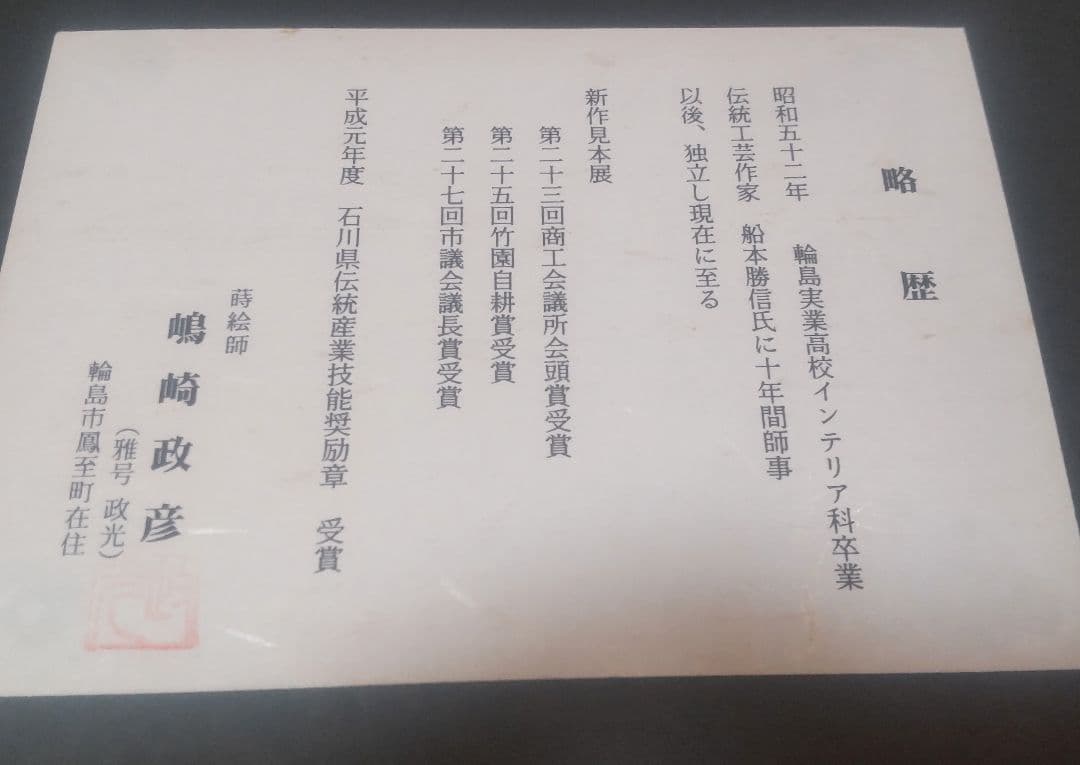 略歴
昭和五十二年 輪島実業高校インテリア科卒業
伝統工芸作家 船本勝信氏に十年間師事
以後、独立し現在に至る
新作見本展
第二十三回商工会議所会頭賞受賞
第二十五回竹園自耕賞受賞
第二十七回市議会議長賞受賞
平成元年度 石川県伝統産業技能奨励章 受賞
蒔絵師
嶋崎政彦
(雅号 政光)
輪島市鳳至町在住